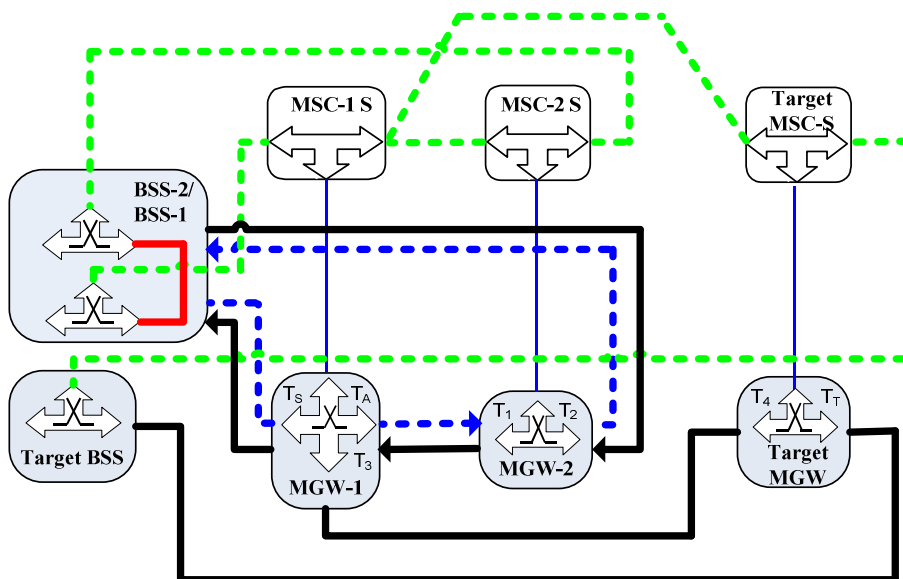 MSC-1 S
MSC-2 S
Target
MSC-S
BSS-2/
BSS-1
TS
TA
T3
MGW-1
T1
T2
MGW-2
T4
TT
Target
MGW
Target BSS